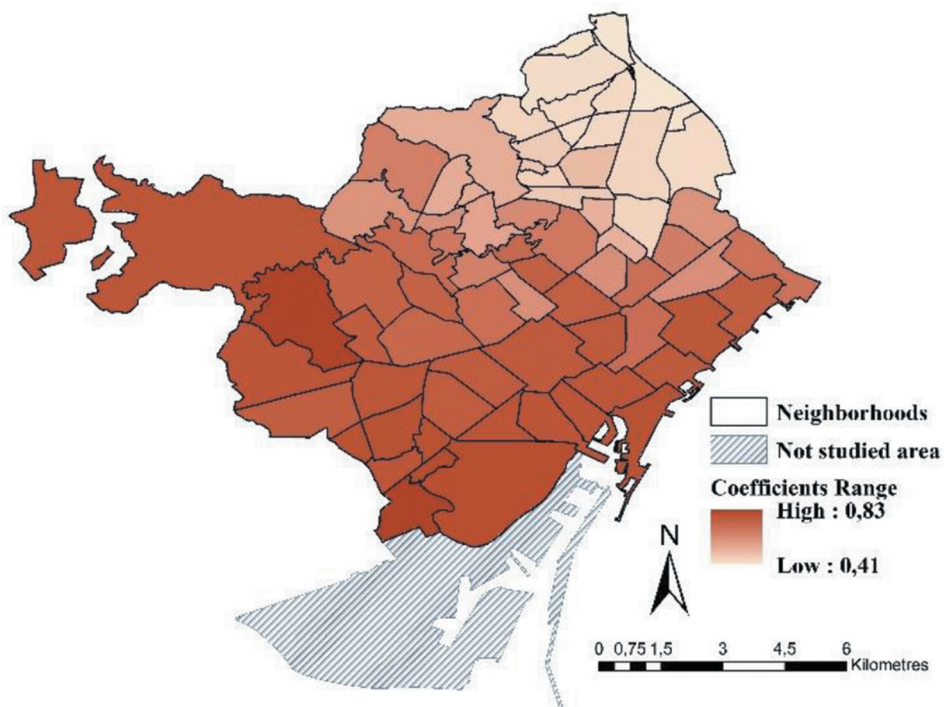 Neighborhoods
Not studied area
Coefficients Range
High : 0,83
Low : 0,41
N
0 0,75 1,5 3 4,5 6
Kilometres